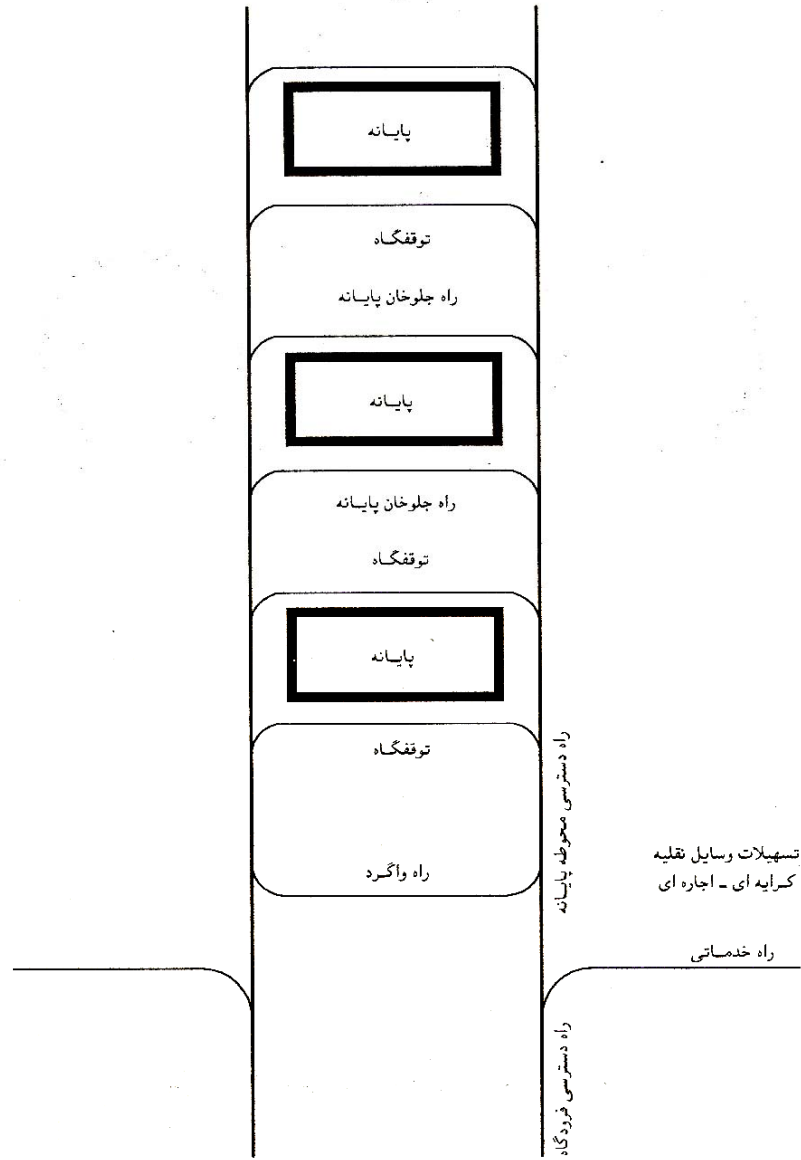 پایانه
توقفگاه
راه جلوخان پایانه
پایانه
راه جلوخان پایانه
توقفگاه
پایانه
توقفگاه
راه واگرد
راه دسترسی محوطه پایانه
تسهیلات وسایل نقلیه
کرایه ای - اجاره ای
راه خدماتی
راه دسترسی فرودگاه